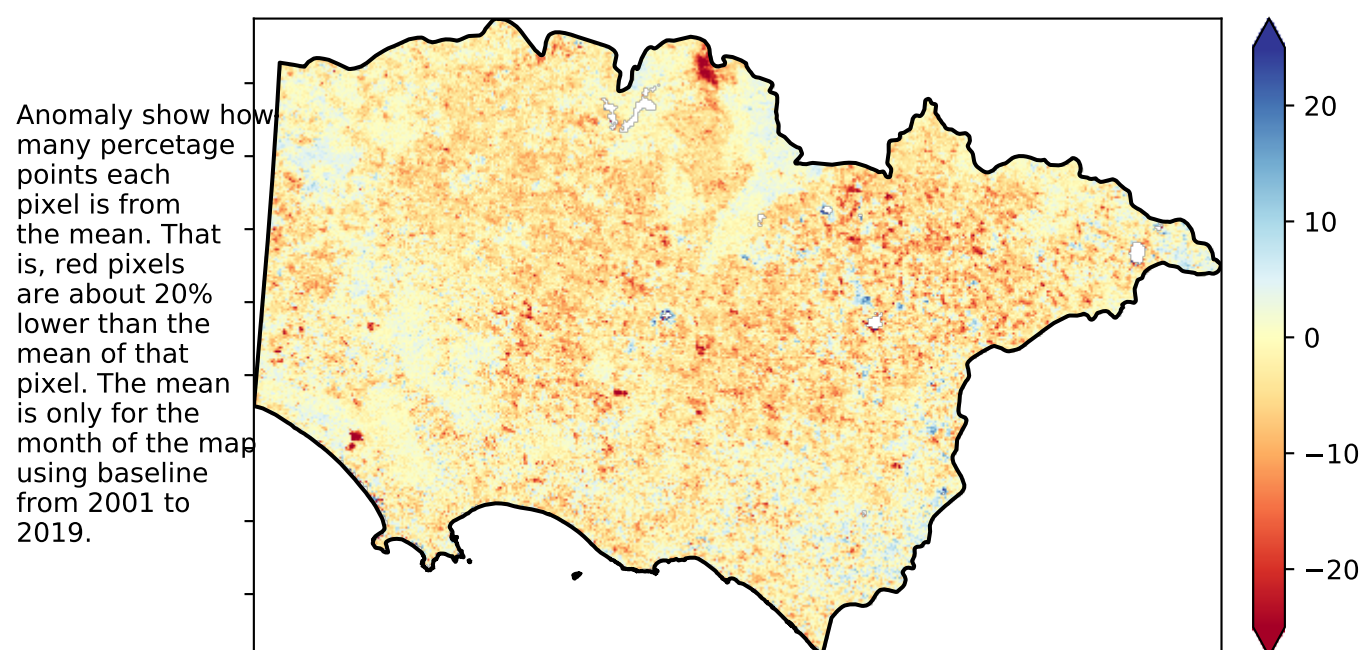 Anomaly show how
many percetage
points each
pixel is from
the mean. That
is, red pixels
are about 20%
lower than the
mean of that
pixel. The mean
is only for the
month of the map
using baseline
from 2001 to
2019.
20
10
0
−10
−20